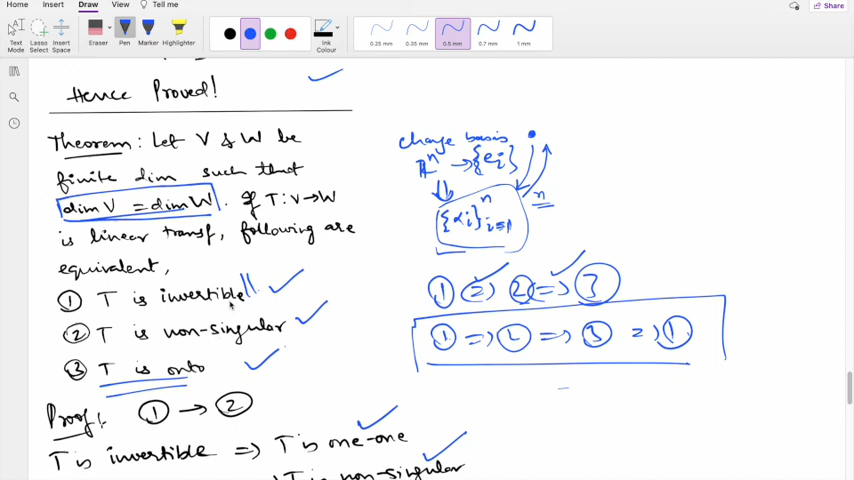 Home Insert Draw View Tell me
Share
Text Mode
Lasso Select
Insert Space
Eraser
Pen
Marker
Highlighter
Ink Colour
0.25 mm
0.35 mm
0.5 mm
0.7 mm
1 mm
Hence Proved!
Theorem: Let V & W be
finite dim such that
dim V = dim W. If T: V→W
is linear transf, following are
equivalent,
① T is invertible
② T is non-singular
③ T is onto
Proof: ① → ②
T is invertible => T is one-one
T is non-singular
change basis
ℝⁿ → {eᵢ}
{αᵢ}ⁿᵢ₌₁
n
① <=> ② <=> ③
① => ② => ③ => ①